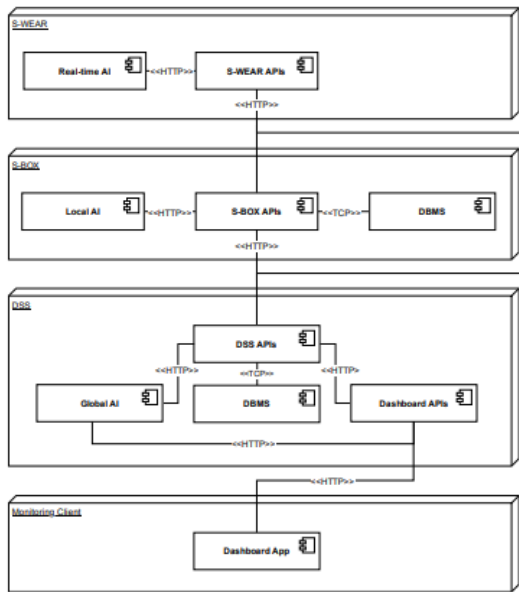 S-WEAR
Real-time AI
<<HTTP>>
S-WEAR APIs
<<HTTP>>
S-BOX
Local AI
<<HTTP>>
S-BOX APIs
<<TCP>>
DBMS
<<HTTP>>
DSS
DSS APIs
<<HTTP>>
<<TCP>>
<<HTTP>
Global AI
DBMS
Dashboard APIs
<<HTTP>>
<<HTTP>>
Monitoring Client
Dashboard App